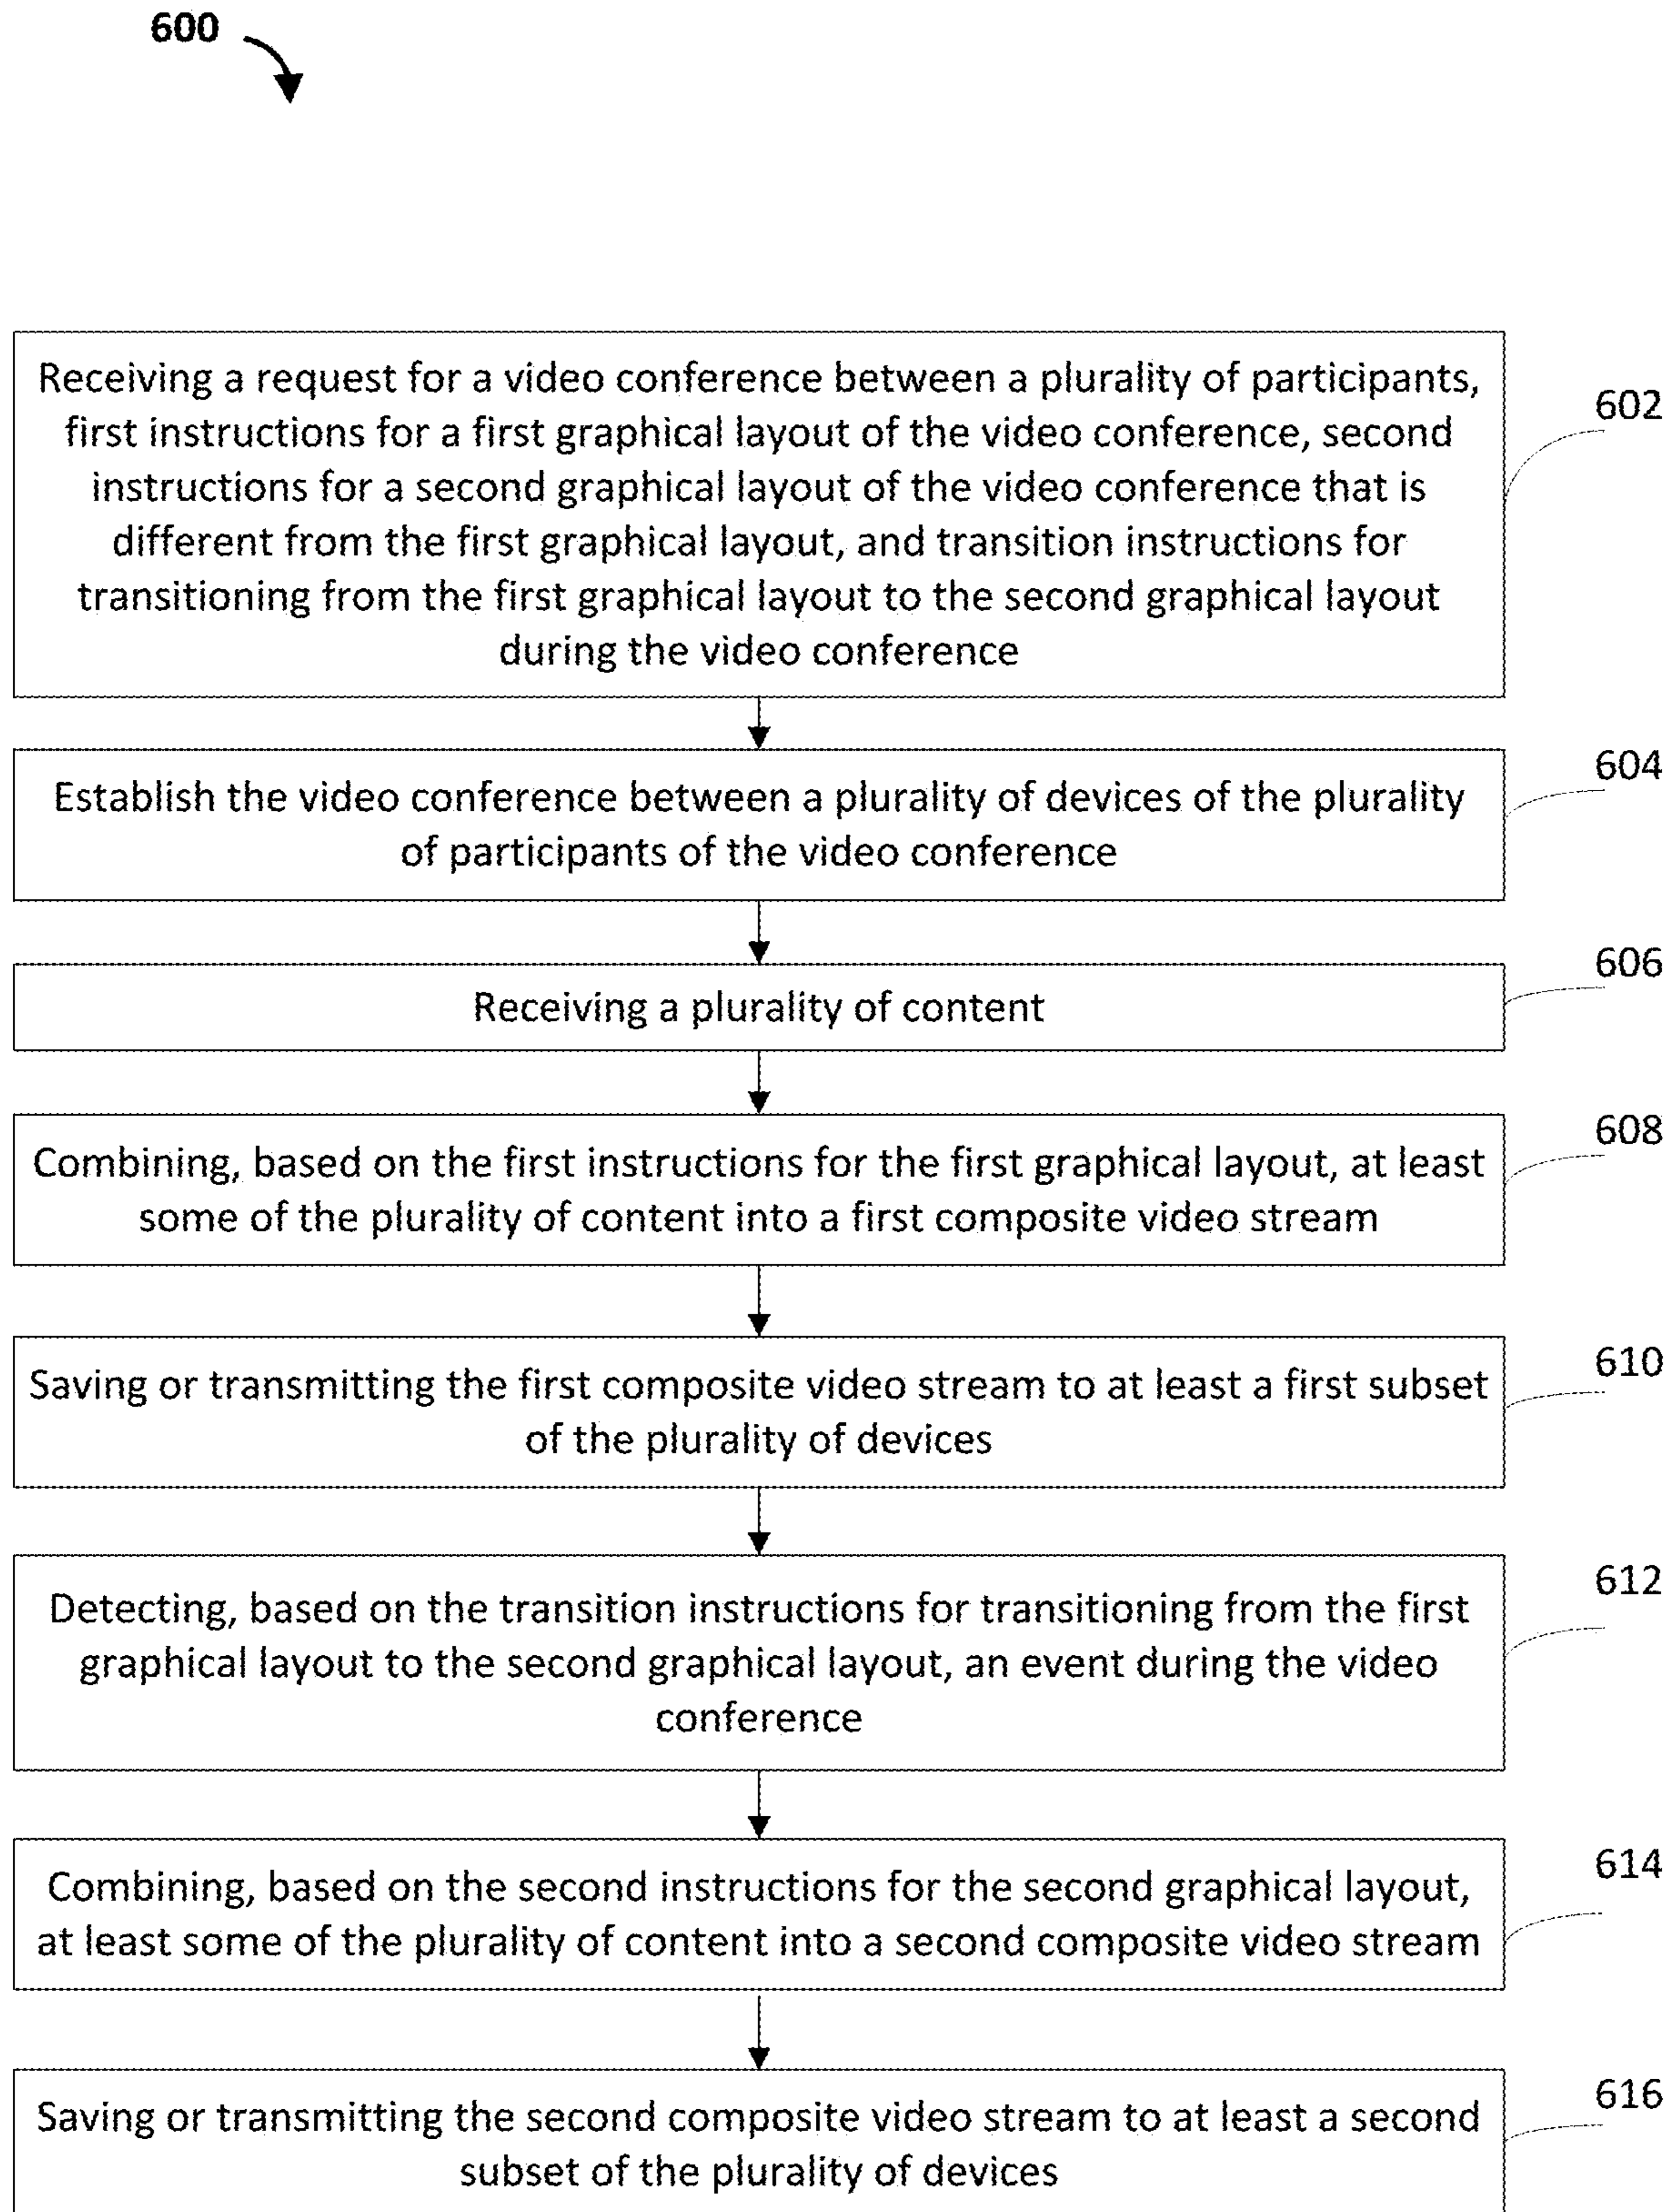 600
Receiving a request for a video conference between a plurality of participants,
first instructions for a first graphical layout of the video conference, second
instructions for a second graphical layout of the video conference that is
different from the first graphical layout, and transition instructions for
transitioning from the first graphical layout to the second graphical layout
during the video conference
602
Establish the video conference between a plurality of devices of the plurality
of participants of the video conference
604
Receiving a plurality of content
606
Combining, based on the first instructions for the first graphical layout, at least
some of the plurality of content into a first composite video stream
608
Saving or transmitting the first composite video stream to at least a first subset
of the plurality of devices
610
Detecting, based on the transition instructions for transitioning from the first
graphical layout to the second graphical layout, an event during the video
conference
612
Combining, based on the second instructions for the second graphical layout,
at least some of the plurality of content into a second composite video stream
614
Saving or transmitting the second composite video stream to at least a second
subset of the plurality of devices
616